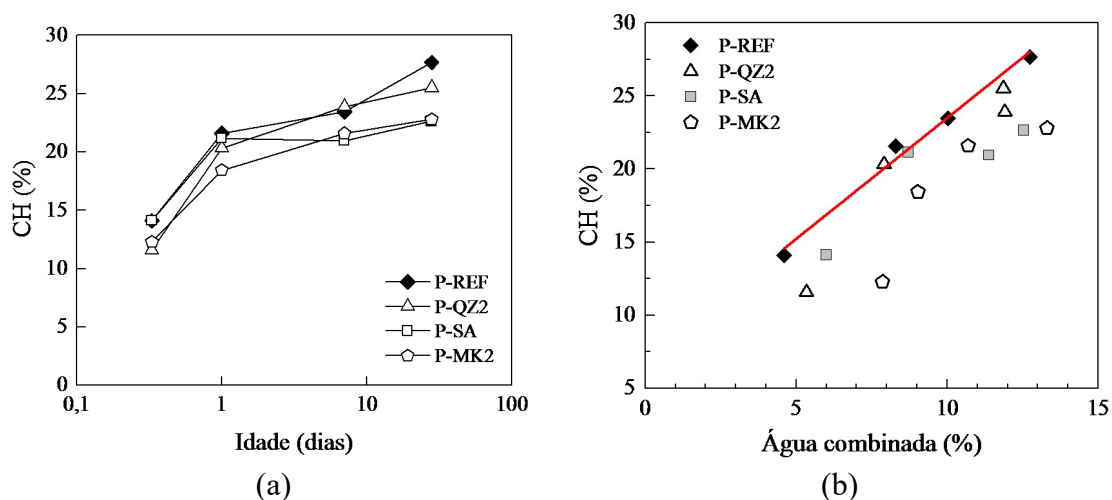 30
25
20
15
10
5
0
CH (%)
P-REF
P-QZ2
P-SA
P-MK2
0,1
1
10
100
Idade (dias)
(a)
30
25
20
15
10
5
CH (%)
P-REF
P-QZ2
P-SA
P-MK2
0
5
10
15
Água combinada (%)
(b)